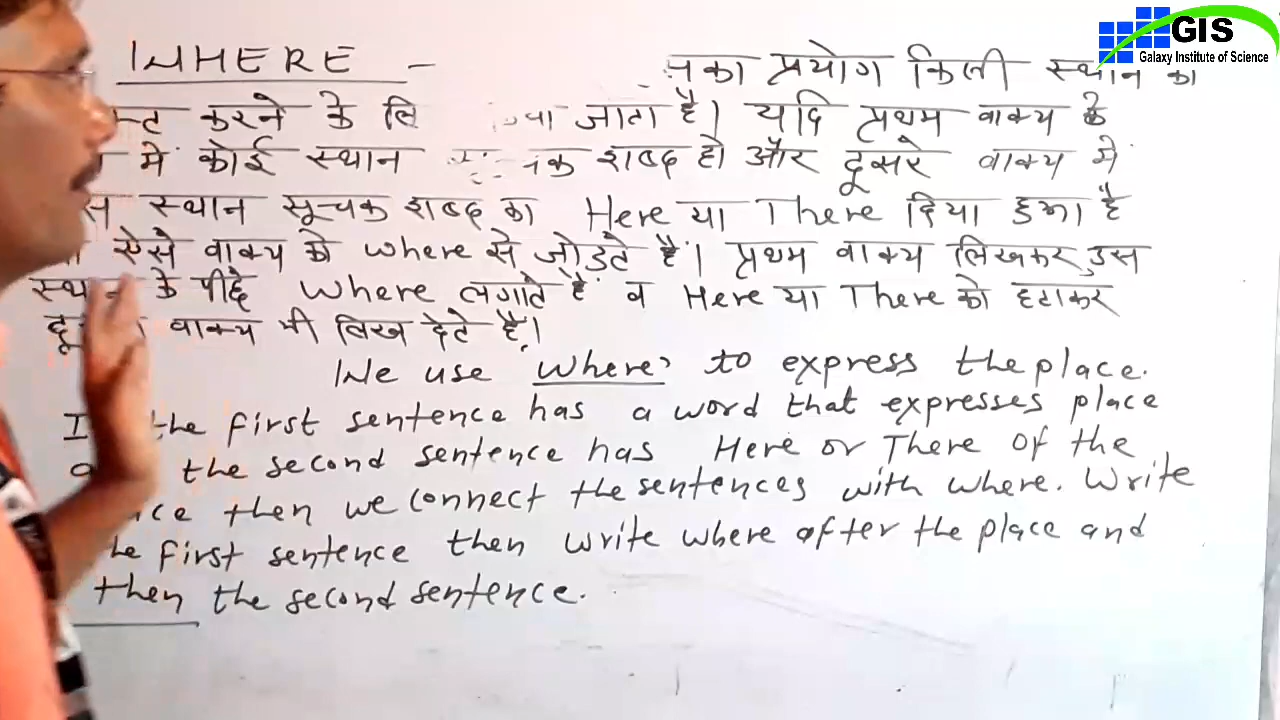 GIS
Galaxy Institute of Science
WHERE - प्रयोग किसी स्थान का
करने के जाता है। यदि प्रथम वाक्य के
में कोई स्थान शब्द हो और दूसरे वाक्य में
स्थान सूचक शब्द का Here या There दिया हुआ है
ऐसे वाक्य को where से जोड़ते है। प्रथम वाक्य लिखकर उस
के पीछे Where लगाते है व Here या There को हटाकर
वाक्य भी लिख देते है।
We use where to express the place.
the first sentence has a word that expresses place
the second sentence has Here or There of the
then we connect the sentences with where. Write
first sentence then write where after the place and
then the second sentence.